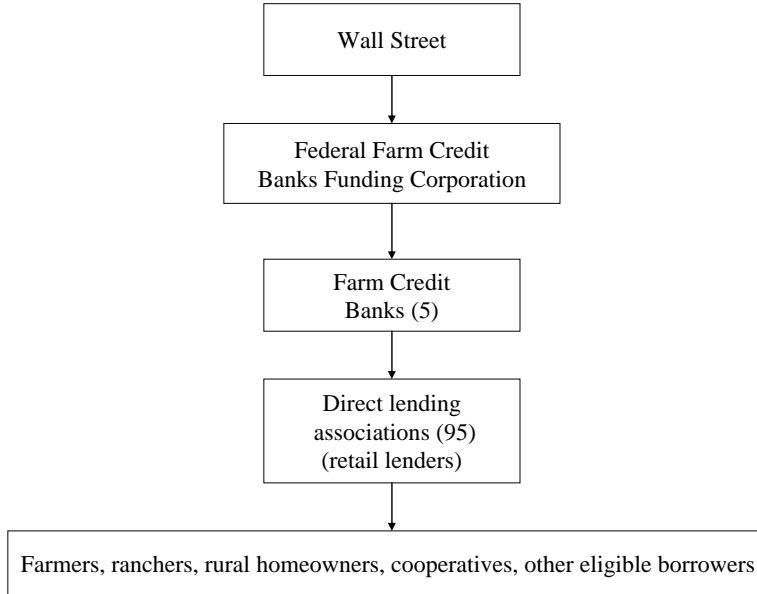 Wall Street
Federal Farm Credit
Banks Funding Corporation
Farm Credit
Banks (5)
Direct lending
associations (95)
(retail lenders)
Farmers, ranchers, rural homeowners, cooperatives, other eligible borrowers